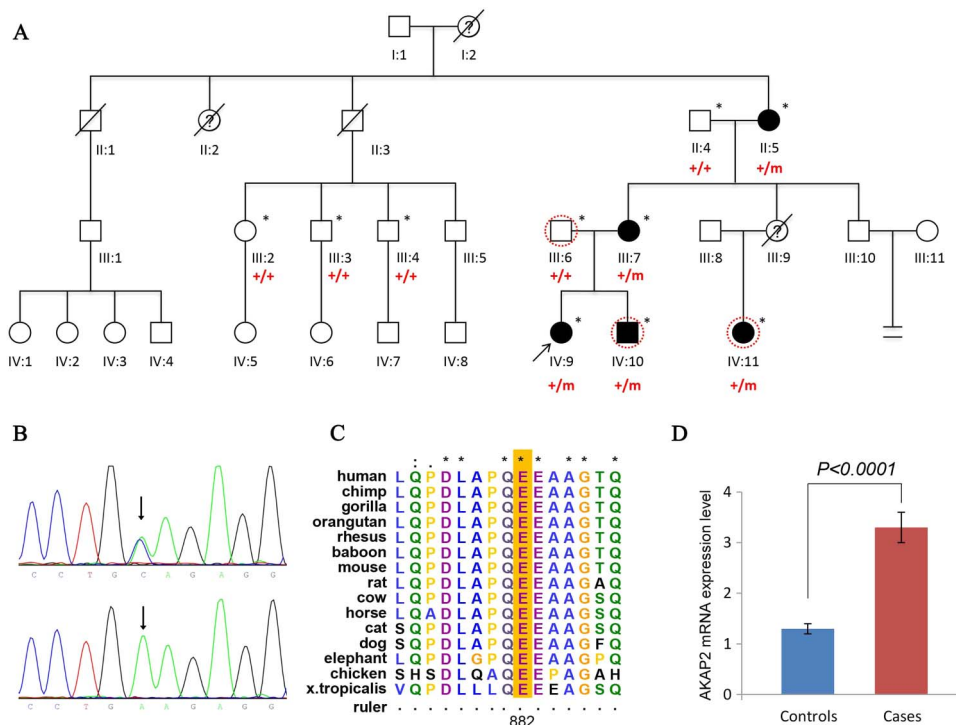 A
I:1 I:2
* *
II:1 II:2 II:3 II:4 II:5
+/+ +/m
* * * * * *
III:1 III:2 III:3 III:4 III:5 III:6 III:7 III:8 III:9 III:10 III:11
+/+ +/+ +/+ +/+ +/m
* * *
IV:1 IV:2 IV:3 IV:4 IV:5 IV:6 IV:7 IV:8 IV:9 IV:10 IV:11
+/m +/m +/m
B
C C T G C A G A G G
C C T G A A G A G G
C
: . * * * * * * * *
human L Q P D L A P Q E E A A G T Q
chimp L Q P D L A P Q E E A A G T Q
gorilla L Q P D L A P Q E E A A G T Q
orangutan L Q P D L A P Q E E A A G T Q
rhesus L Q P D L A P Q E E A A G T Q
baboon L Q P D L A P Q E E A A G T Q
mouse L Q P D L A P Q E E A A G T Q
rat L Q P D L A P Q E E A A G A Q
cow L Q P D L A P Q E E A A G S Q
horse L Q A D L A P Q E E A A G S Q
cat S Q P D L A P Q E E A A G S Q
dog S Q P D L A P Q E E A A G F Q
elephant L Q P D L G P Q E E A A G P Q
chicken S H S D L Q A Q E E P A G A H
x.tropicalis V Q P D L L L Q E E E A G S Q
ruler . . . . . . . . . . . . . . .
882
D
P<0.0001
AKAP2 mRNA expression level
4
3
2
1
0
Controls Cases